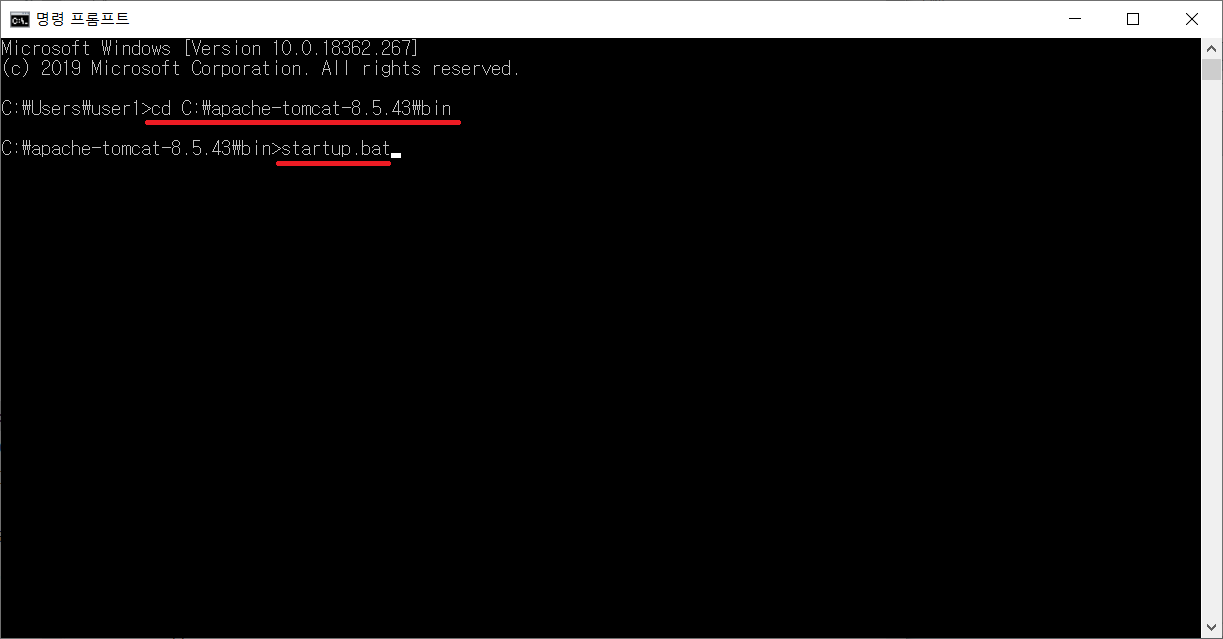 명령 프롬프트
Microsoft Windows [Version 10.0.18362.267]
(c) 2019 Microsoft Corporation. All rights reserved.
C:₩Users₩user1>cd C:₩apache-tomcat-8.5.43₩bin
C:₩apache-tomcat-8.5.43₩bin>startup.bat